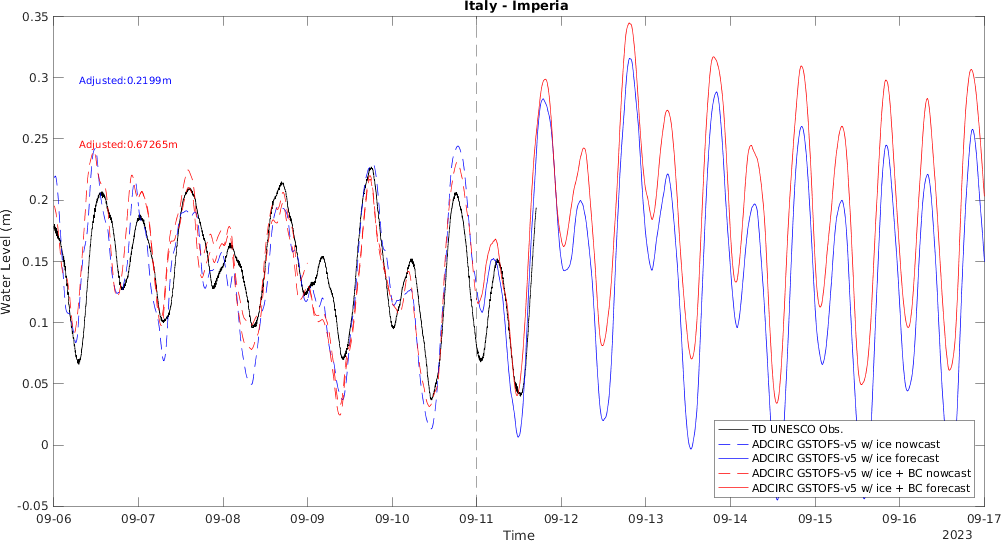 Italy - Imperia
0.35
0.3
0.25
0.2
0.15
0.1
0.05
0
-0.05
Water Level (m)
Adjusted:0.2199m
Adjusted:0.67265m
TD UNESCO Obs.
ADCIRC GSTOFS-v5 w/ ice nowcast
ADCIRC GSTOFS-v5 w/ ice forecast
ADCIRC GSTOFS-v5 w/ ice + BC nowcast
ADCIRC GSTOFS-v5 w/ ice + BC forecast
09-06 09-07 09-08 09-09 09-10 09-11 09-12 09-13 09-14 09-15 09-16 09-17
Time
2023